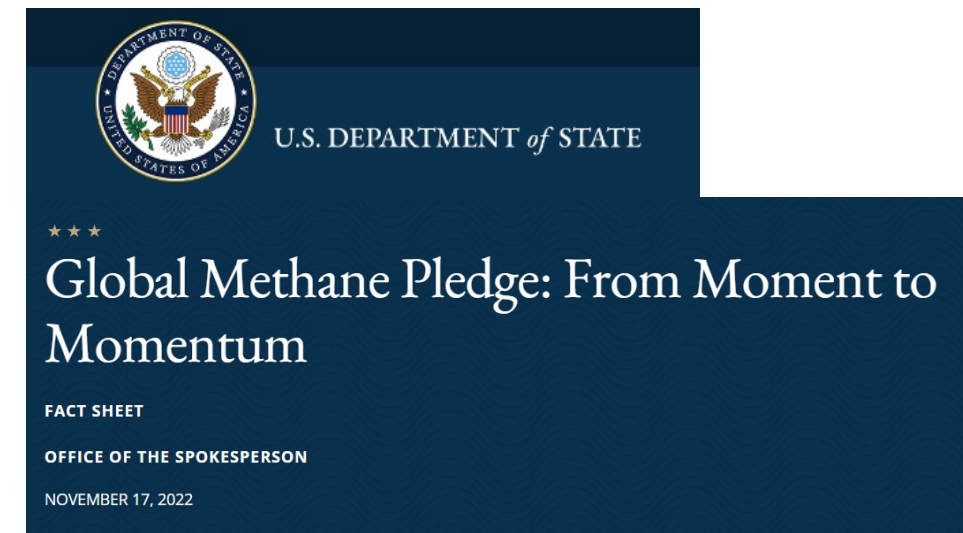 DEPARTMENT OF STATE
UNITED STATES OF AMERICA
U.S. DEPARTMENT of STATE
Global Methane Pledge: From Moment to
Momentum
FACT SHEET
OFFICE OF THE SPOKESPERSON
NOVEMBER 17, 2022